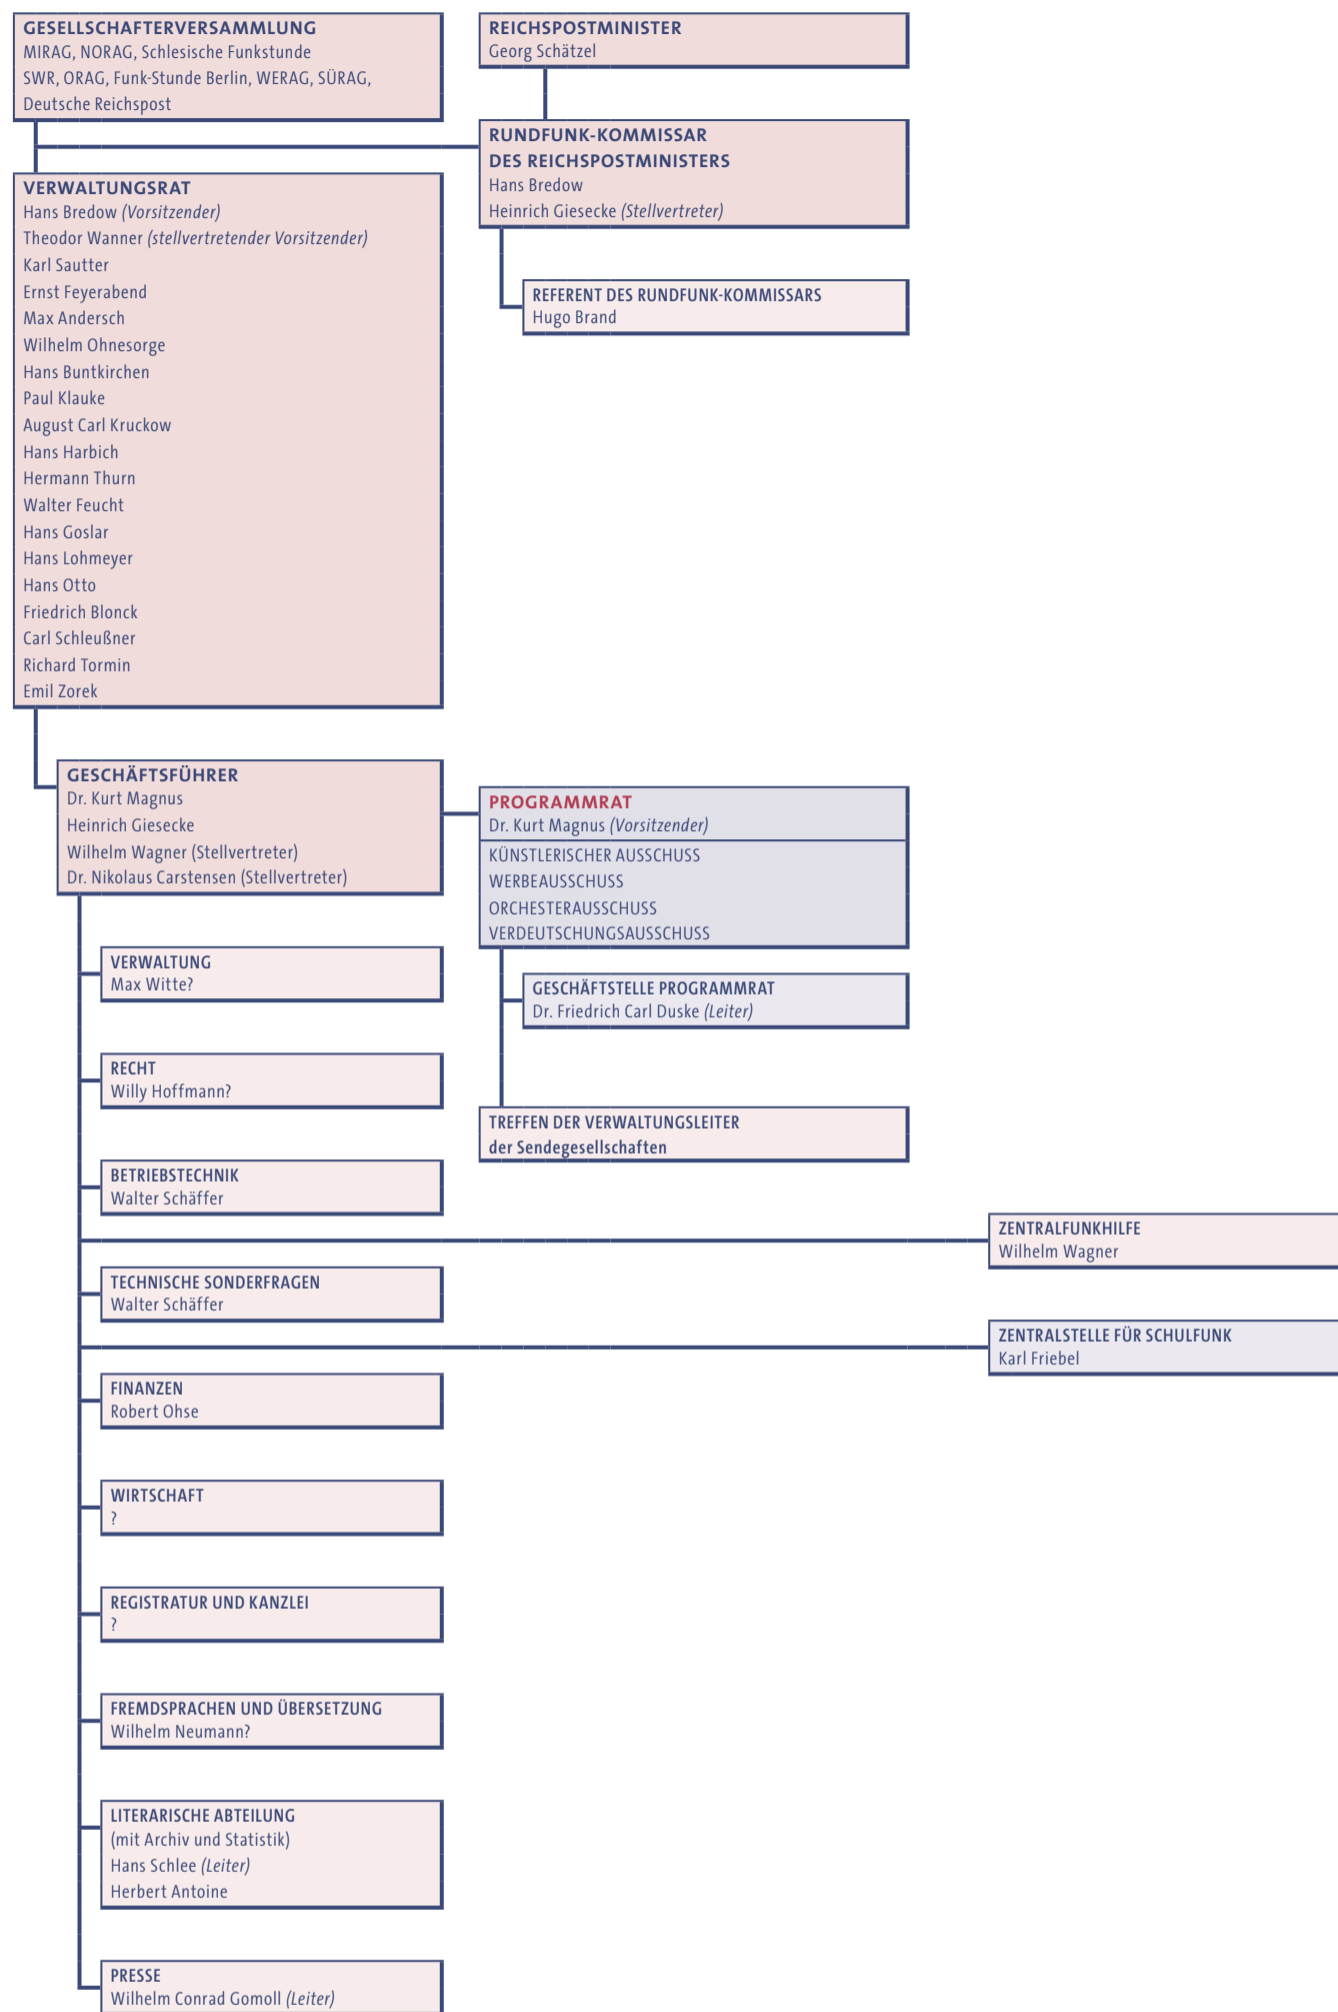 GESELLSCHAFTERVERSAMMLUNG
MIRAG, NORAG, Schlesische Funkstunde
SWR, ORAG, Funk-Stunde Berlin, WERAG, SÜRAG,
Deutsche Reichspost
REICHSPOSTMINISTER
Georg Schätzel
RUNDFUNK-KOMMISSAR
DES REICHSPOSTMINISTERS
Hans Bredow
Heinrich Giesecke (Stellvertreter)
REFERENT DES RUNDFUNK-KOMMISSARS
Hugo Brand
VERWALTUNGSRAT
Hans Bredow (Vorsitzender)
Theodor Wanner (stellvertretender Vorsitzender)
Karl Sautter
Ernst Feyerabend
Max Andersch
Wilhelm Ohnesorge
Hans Buntkirchen
Paul Klauke
August Carl Kruckow
Hans Harbich
Hermann Thurn
Walter Feucht
Hans Goslar
Hans Lohmeyer
Hans Otto
Friedrich Blonck
Carl Schleußner
Richard Tormin
Emil Zorek
GESCHÄFTSFÜHRER
Dr. Kurt Magnus
Heinrich Giesecke
Wilhelm Wagner (Stellvertreter)
Dr. Nikolaus Carstensen (Stellvertreter)
PROGRAMMRAT
Dr. Kurt Magnus (Vorsitzender)
KÜNSTLERISCHER AUSSCHUSS
WERBEAUSSCHUSS
ORCHESTERAUSSCHUSS
VERDEUTSCHUNGSAUSSCHUSS
GESCHÄFTSTELLE PROGRAMMRAT
Dr. Friedrich Carl Duske (Leiter)
TREFFEN DER VERWALTUNGSLEITER
der Sendegesellschaften
VERWALTUNG
Max Witte?
RECHT
Willy Hoffmann?
BETRIEBSTECHNIK
Walter Schäffer
ZENTRALFUNKHILFE
Wilhelm Wagner
TECHNISCHE SONDERFRAGEN
Walter Schäffer
ZENTRALSTELLE FÜR SCHULFUNK
Karl Friebel
FINANZEN
Robert Ohse
WIRTSCHAFT
?
REGISTRATUR UND KANZLEI
?
FREMDSPRACHEN UND ÜBERSETZUNG
Wilhelm Neumann?
LITERARISCHE ABTEILUNG
(mit Archiv und Statistik)
Hans Schlee (Leiter)
Herbert Antoine
PRESSE
Wilhelm Conrad Gomoll (Leiter)